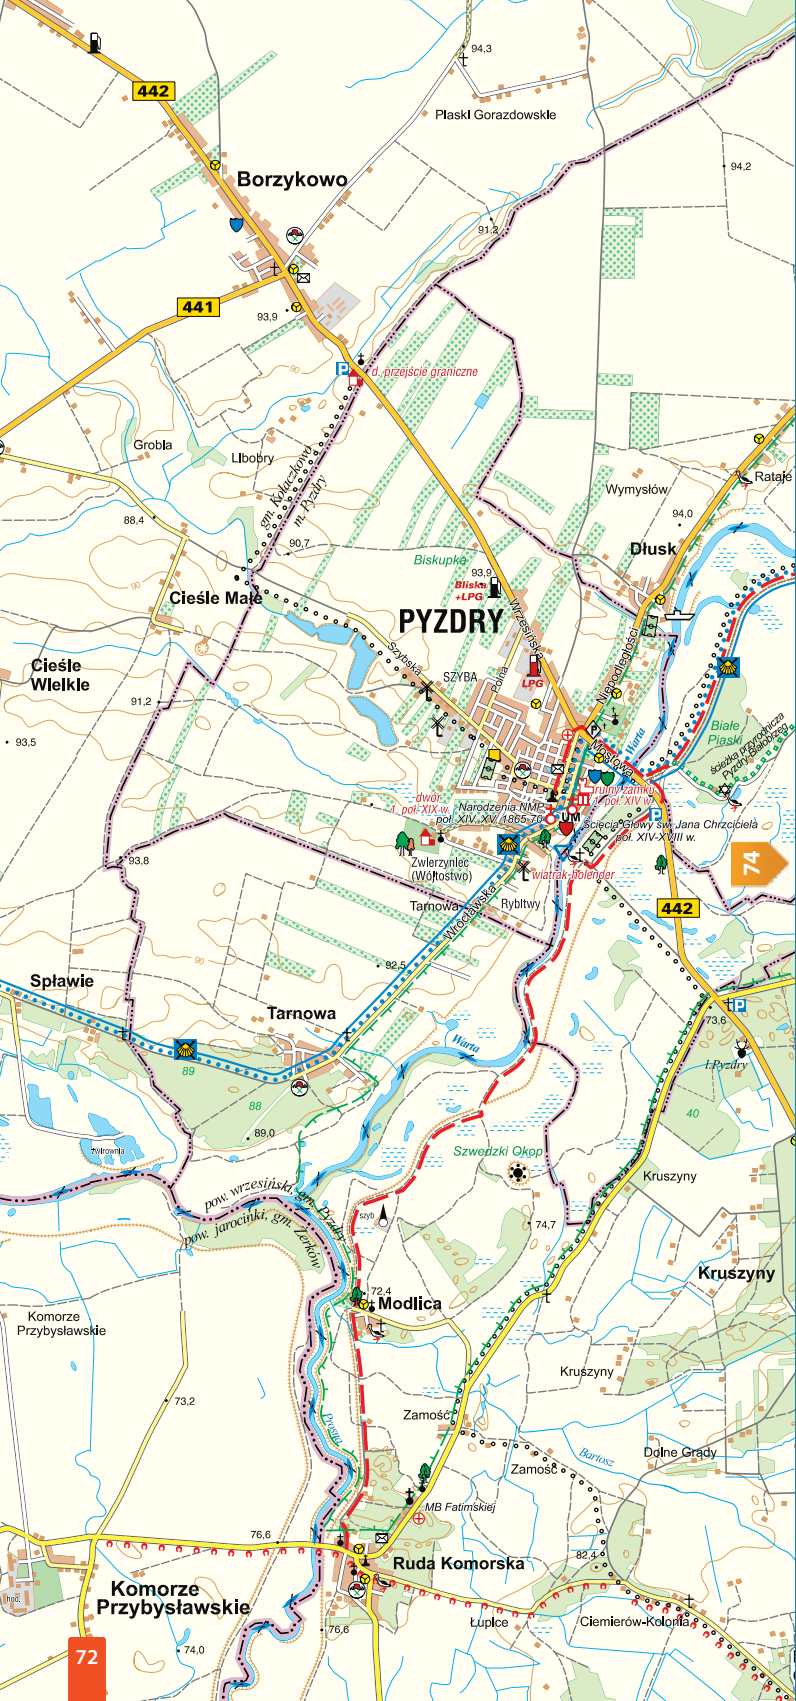 94,3
442
Piaski Gorazdowskie
94,2
Borzykowo
91,2
441
93,9
P
d. przejście graniczne
90
Grobla
Libobry
gm. Kołaczkowo
m. Pyzdry
Rataje
Wymysłów
88,4
94,0
90,7
Dłusk
Biskupka
93,9
Bliska
+LPG
Cieśle Małe
PYZDRY
Wrzesińska
Niepodległości
Szybska
SZYBA
Polna
LPG
Cieśle
Wielkie
91,2
93,5
Warta
Białe
Piaski
ścieżka przyrodnicza
Pyzdry-Białobrzeg
P
Mostowa
ruiny zamku
1. poł. XIV w.
dwór
1. poł. XIX w.
Narodzenia NMP
poł. XIV, XV, 1865-70
UM
P
Ścięcia Głowy św. Jana Chrzciciela
poł. XIV-XVIII w.
93,8
Zwierzyniec
(Wójtostwo)
wiatrak-holender
74
Tarnowa
Wrocławska
Rybitwy
442
90
92,5
Spławie
Tarnowa
P
73,6
Warta
ł.Pyzdry
89
88
89,0
40
żwirownia
Szwedzki Okop
Kruszyny
pow. wrzesiński, gm. Pyzdry
pow. jarociński, gm. Żerków
szyb
74,7
Kruszyny
72,4
Modlica
Komorze
Przybysławskie
Kruszyny
73,2
Zamość
Prosna
Bartosz
Dolne Grądy
Zamość
MB Fatimskiej
76,6
82,4
Ruda Komorska
Komorze
Przybysławskie
hod.
Łupice
Ciemierów-Kolonia
76,6
74,0
72